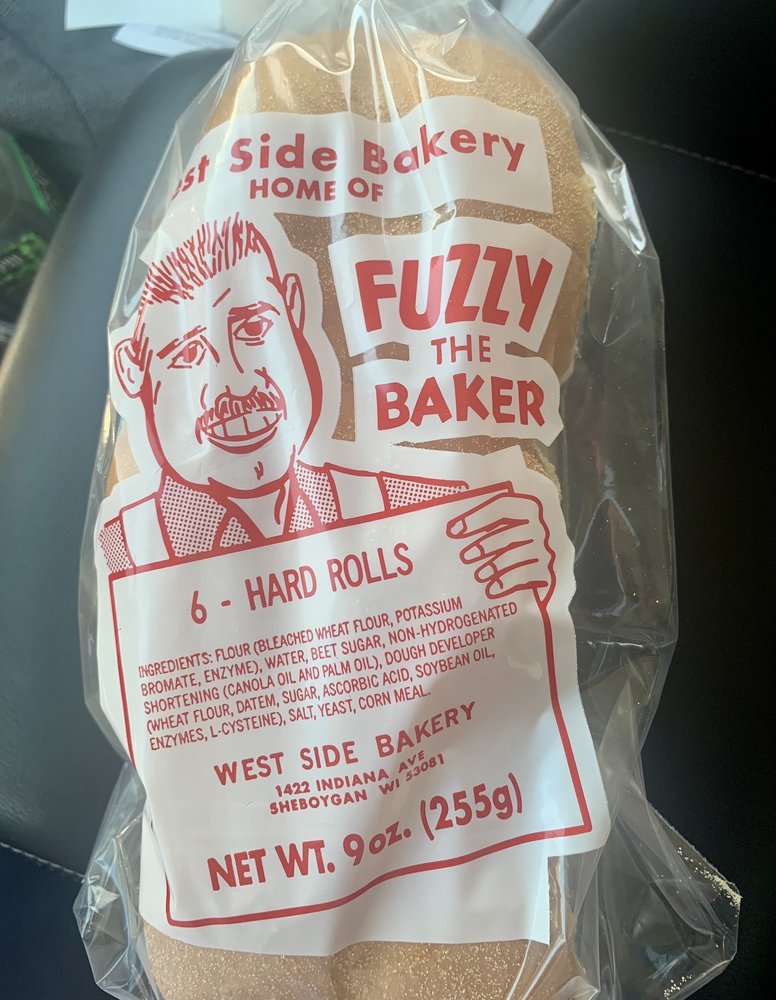 Side Bakery
HOME OF
FUZZY
THE
BAKER
6 - HARD ROLLS
INGREDIENTS: FLOUR (BLEACHED WHEAT FLOUR, POTASSIUM
BROMATE, ENZYME), WATER, BEET SUGAR, NON-HYDROGENATED
SHORTENING (CANOLA OIL AND PALM OIL), DOUGH DEVELOPER
(WHEAT FLOUR, DATEM, SUGAR, ASCORBIC ACID, SOYBEAN OIL,
ENZYMES, L-CYSTEINE), SALT, YEAST, CORN MEAL.
WEST SIDE BAKERY
1422 INDIANA AVE
SHEBOYGAN WI 53081
NET WT. 9 oz. (255g)